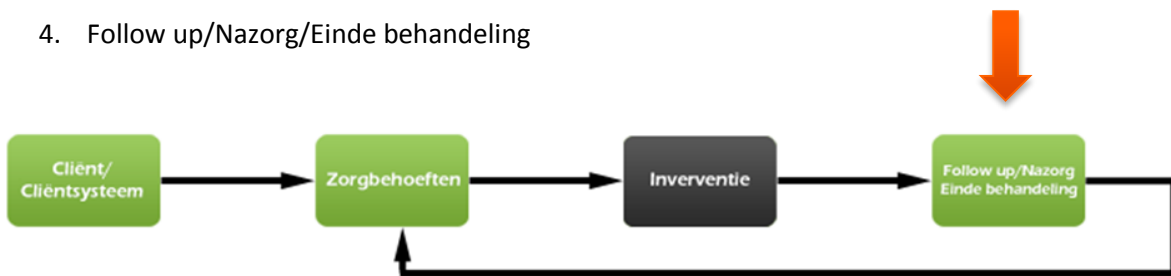 4. Follow up/Nazorg/Einde behandeling
Cliënt/
Cliëntsysteem
Zorgbehoeften
Inverventie
Follow up/Nazorg
Einde behandeling